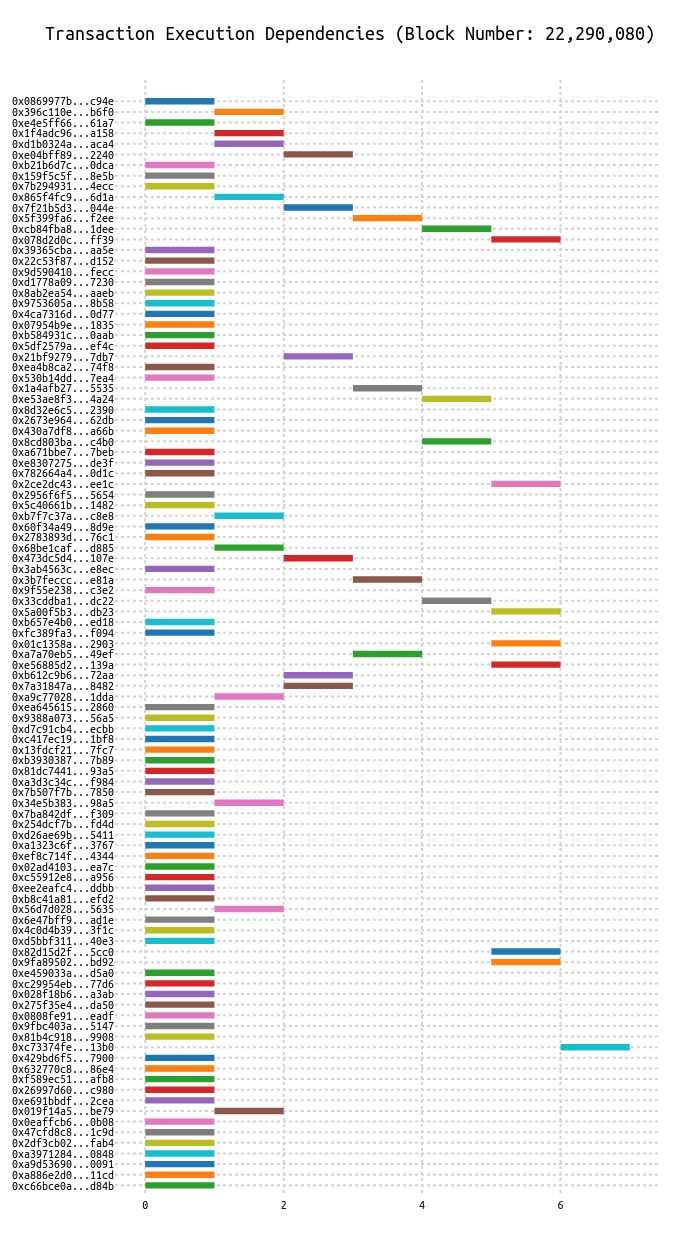 Transaction Execution Dependencies (Block Number: 22,290,080)
0x0869977b...c94e
0x396c110e...b6f0
0xe4e5ff66...61a7
0x1f4adc96...a158
0xd1b0324a...aca4
0xe04bff89...2240
0xb21b6d7c...0dca
0x159f5c5f...8e5b
0x7b294931...4ecc
0x865f4fc9...6d1a
0x7f21b5d3...044e
0x5f399fa6...f2ee
0xcb84fba8...1dee
0x078d2d0c...ff39
0x39365cba...aa5e
0x22c53f87...d152
0x9d590410...fecc
0xd1778a09...7230
0x8ab2ea54...aaeb
0x9753605a...8b58
0x4ca7316d...0d77
0x07954b9e...1835
0xb584931c...0aab
0x5df2579a...ef4c
0x21bf9279...7db7
0xea4b8ca2...74f8
0x530b14dd...7ea4
0x1a4afb27...5535
0xe53ae8f3...4a24
0x8d32e6c5...2390
0x2673e964...62db
0x430a7df8...a66b
0x8cd803ba...c4b0
0xa671bbe7...7beb
0xe8307275...de3f
0x782664a4...0d1c
0x2ce2dc43...ee1c
0x2956f6f5...5654
0x5c40661b...1482
0xb7f7c37a...c8e8
0x60f34a49...8d9e
0x2783893d...76c1
0x68be1caf...d885
0x473dc5d4...107e
0x3ab4563c...e8ec
0x3b7feccc...e81a
0x9f55e238...c3e2
0x33cddba1...dc22
0x5a00f5b3...db23
0xb657e4b0...ed18
0xfc389fa3...f094
0x01c1358a...2903
0xa7a70eb5...49ef
0xe56885d2...139a
0xb612c9b6...72aa
0x7a31847a...8482
0xa9c77028...1dda
0xea645615...2860
0x9388a073...56a5
0xd7c91cb4...ecbb
0xc417ec19...1bf8
0x13fdcf21...7fc7
0xb3930387...7b89
0x81dc7441...93a5
0xa3d3c34c...f984
0x7b507f7b...7850
0x34e5b383...98a5
0x7ba842df...f309
0x254dcf7b...fd4d
0xd26ae69b...5411
0xa1323c6f...3767
0xef8c714f...4344
0x02ad4103...ea7c
0xc55912e8...a956
0xee2eafc4...ddbb
0xb8c41a81...efd2
0x56d7d028...5635
0x6e47bff9...ad1e
0x4c0d4b39...3f1c
0xd5bbf311...40e3
0x82d15d2f...5cc0
0x9fa89502...bd92
0xe459033a...d5a0
0xc29954eb...77d6
0x028f18b6...a3ab
0x275f35e4...da50
0x0808fe91...eadf
0x9fbc403a...5147
0x81b4c918...9908
0xc73374fe...13b0
0x429bd6f5...7900
0x632770c8...86e4
0xf589ec51...afb8
0x26997d60...c980
0xe691bbdf...2cea
0x019f14a5...be79
0x0eaffcb6...0b08
0x47cfd8c8...1c9d
0x2df3cb02...fab4
0xa3971284...0848
0xa9d53690...0091
0xa886e2d0...11cd
0xc66bce0a...d84b
0 2 4 6